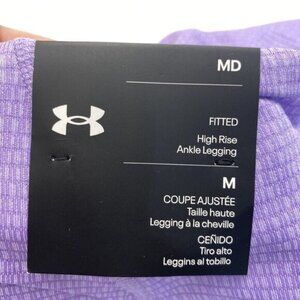 MD
FITTED
High Rise
Ankle Legging
M
COUPE AJUSTÉE
Taille haute
Legging à la cheville
CEÑIDO
Tiro alto
Leggins al tobillo